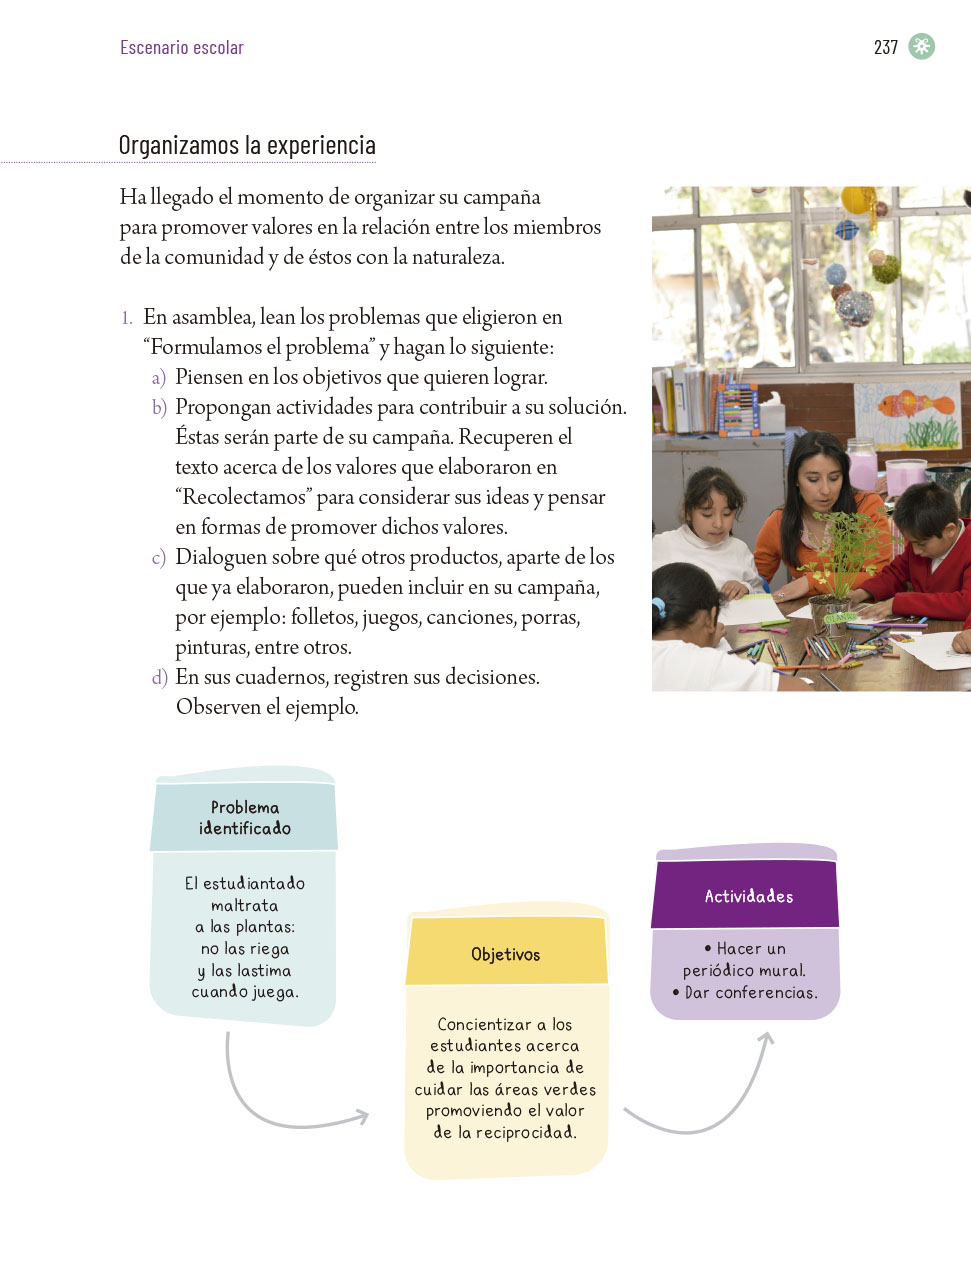 Escenario escolar
237
Organizamos la experiencia
Ha llegado el momento de organizar su campaña
para promover valores en la relación entre los miembros
de la comunidad y de éstos con la naturaleza.
1. En asamblea, lean los problemas que eligieron en
“Formulamos el problema” y hagan lo siguiente:
a) Piensen en los objetivos que quieren lograr.
b) Propongan actividades para contribuir a su solución.
Éstas serán parte de su campaña. Recuperen el
texto acerca de los valores que elaboraron en
“Recolectamos” para considerar sus ideas y pensar
en formas de promover dichos valores.
c) Dialoguen sobre qué otros productos, aparte de los
que ya elaboraron, pueden incluir en su campaña,
por ejemplo: folletos, juegos, canciones, porras,
pinturas, entre otros.
d) En sus cuadernos, registren sus decisiones.
Observen el ejemplo.
Problema
identificado
El estudiantado
maltrata
a las plantas:
no las riega
y las lastima
cuando juega.
Objetivos
Concientizar a los
estudiantes acerca
de la importancia de
cuidar las áreas verdes
promoviendo el valor
de la reciprocidad.
Actividades
• Hacer un
periódico mural.
• Dar conferencias.